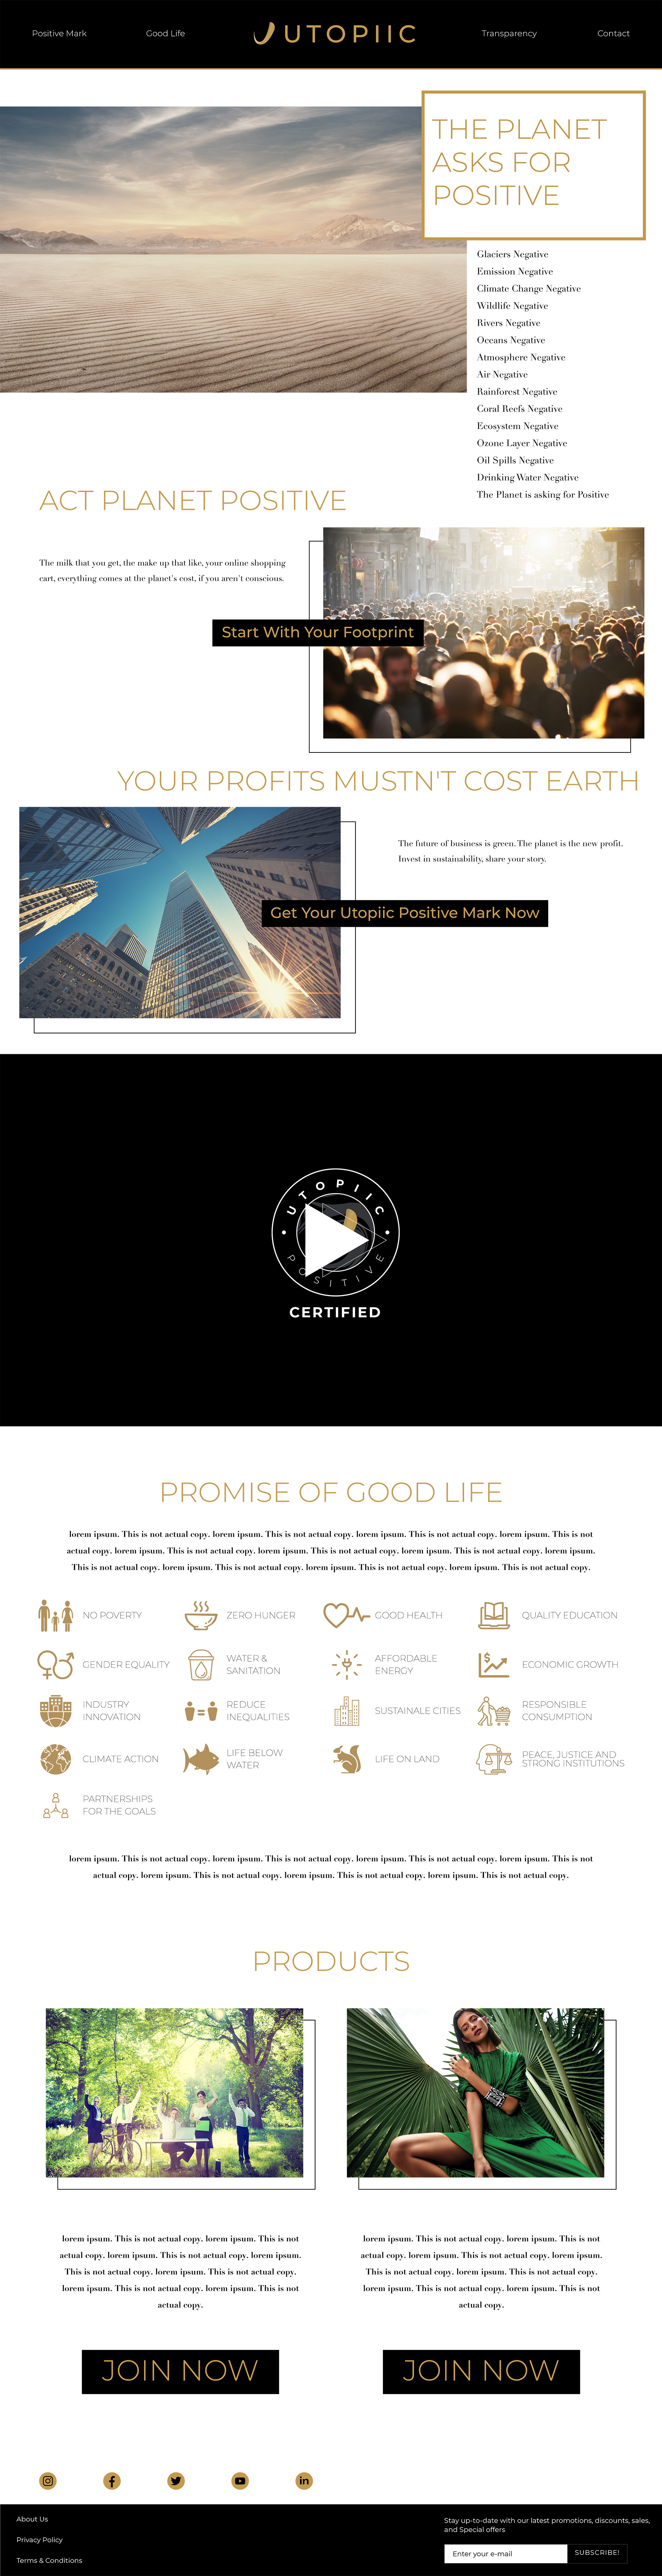 Positive Mark
Good Life
UTOPIIC
Transparency
Contact
THE PLANET
ASKS FOR
POSITIVE
Glaciers Negative
Emission Negative
Climate Change Negative
Wildlife Negative
Rivers Negative
Oceans Negative
Atmosphere Negative
Air Negative
Rainforest Negative
Coral Reefs Negative
Ecosystem Negative
Ozone Layer Negative
Oil Spills Negative
Drinking Water Negative
The Planet is asking for Positive
ACT PLANET POSITIVE
The milk that you get, the make up that like, your online shopping
cart, everything comes at the planet's cost, if you aren't conscious.
Start With Your Footprint
YOUR PROFITS MUSTN'T COST EARTH
The future of business is green. The planet is the new profit.
Invest in sustainability, share your story.
Get Your Utopiic Positive Mark Now
UTOPIIC
POSITIVE
CERTIFIED
PROMISE OF GOOD LIFE
lorem ipsum. This is not actual copy. lorem ipsum. This is not actual copy. lorem ipsum. This is not actual copy. lorem ipsum. This is not
actual copy. lorem ipsum. This is not actual copy. lorem ipsum. This is not actual copy. lorem ipsum. This is not actual copy. lorem ipsum.
This is not actual copy. lorem ipsum. This is not actual copy. lorem ipsum. This is not actual copy. lorem ipsum. This is not actual copy.
NO POVERTY
ZERO HUNGER
GOOD HEALTH
QUALITY EDUCATION
GENDER EQUALITY
WATER &
SANITATION
AFFORDABLE
ENERGY
$
ECONOMIC GROWTH
INDUSTRY
INNOVATION
REDUCE
INEQUALITIES
SUSTAINALE CITIES
RESPONSIBLE
CONSUMPTION
CLIMATE ACTION
LIFE BELOW
WATER
LIFE ON LAND
PEACE, JUSTICE AND
STRONG INSTITUTIONS
PARTNERSHIPS
FOR THE GOALS
lorem ipsum. This is not actual copy. lorem ipsum. This is not actual copy. lorem ipsum. This is not actual copy. lorem ipsum. This is not
actual copy. lorem ipsum. This is not actual copy. lorem ipsum. This is not actual copy. lorem ipsum. This is not actual copy.
PRODUCTS
lorem ipsum. This is not actual copy. lorem ipsum. This is not
actual copy. lorem ipsum. This is not actual copy. lorem ipsum.
This is not actual copy. lorem ipsum. This is not actual copy.
lorem ipsum. This is not actual copy. lorem ipsum. This is not
actual copy.
lorem ipsum. This is not actual copy. lorem ipsum. This is not
actual copy. lorem ipsum. This is not actual copy. lorem ipsum.
This is not actual copy. lorem ipsum. This is not actual copy.
lorem ipsum. This is not actual copy. lorem ipsum. This is not
actual copy.
JOIN NOW
JOIN NOW
About Us
Privacy Policy
Terms & Conditions
Stay up-to-date with our latest promotions, discounts, sales,
and Special offers
Enter your e-mail
SUBSCRIBE!